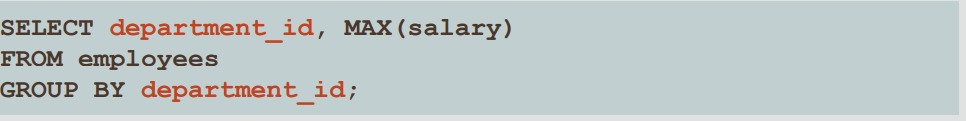 SELECT department_id, MAX(salary)
FROM employees
GROUP BY department_id;